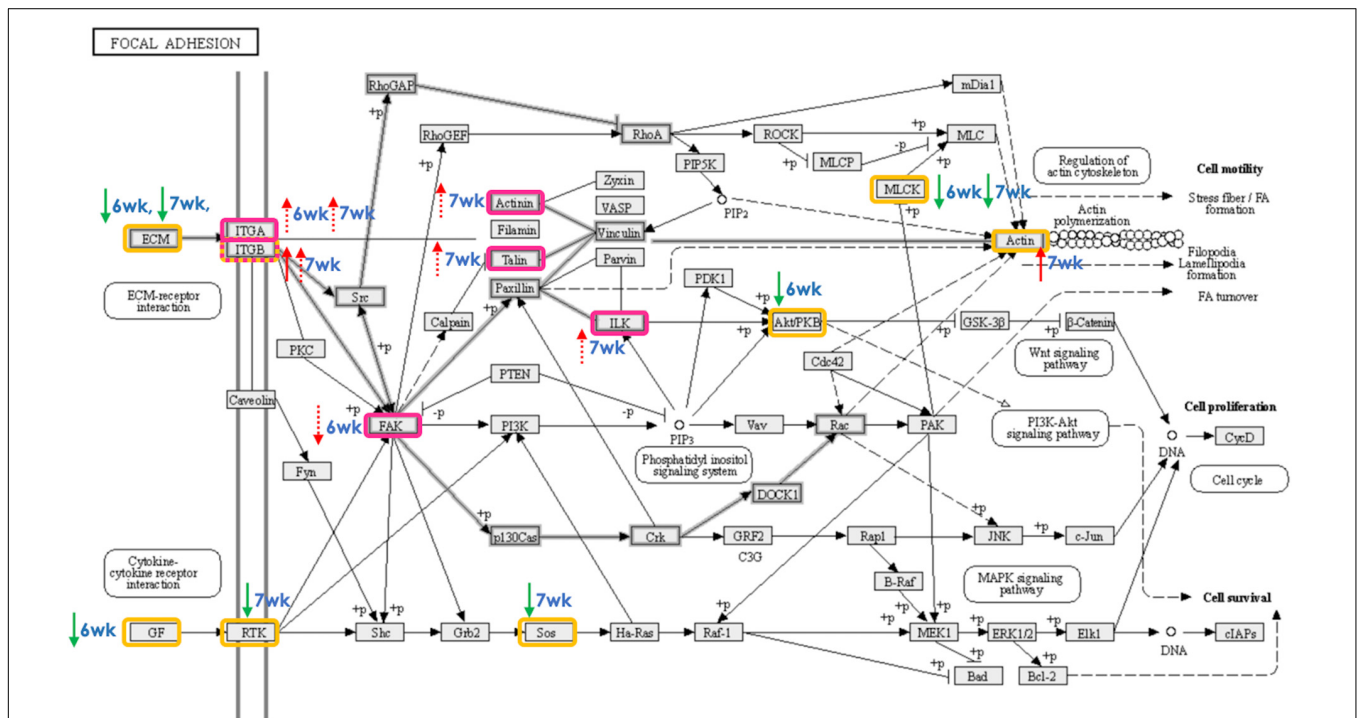 FOCAL ADHESION
RhoGAP
mDia1
+p
RhoGEF
RhoA
ROCK
+p
MLC
+p
PIP5K
+p
MLCP
-p
+p
Regulation of
actin cytoskeleton
Cell motility
Zyxin
MLCK
6wk
7wk
Stress fiber / FA
formation
6wk,
7wk,
6wk
7wk
7wk
Actinin
VASP
PIP2
Actin
polymerization
ITGA
Filamin
Vinculin
ECM
ITGB
Actin
Filopodia
Lamellipodia
formation
7wk
7wk
Talin
Parvin
7wk
PDK1
6wk
FA turnover
ECM-receptor
interaction
Src
Paxillin
+p
+p
Calpain
ILK
+p
Akt/PKB
GSK-3β
β-Catenin
7wk
PKC
+p
Cdc42
Wnt signaling
pathway
PTEN
Caveolin
+p
-p
-p
Cell proliferation
6wk
FAK
PI3K
PIP3
Vav
Rac
PAK
PI3K-Akt
signaling pathway
CycD
DNA
Phosphatidyl inositol
signaling system
Fyn
Cell cycle
DOCK1
+p
+p
+p
p130Cas
Crk
GRF2
Rap1
JNK
c-Jun
C3G
Cytokine-
cytokine receptor
interaction
B-Raf
MAPK signaling
pathway
7wk
7wk
+p
+p
Cell survival
6wk
GF
RTK
+p
+p
Shc
Grb2
Sos
Ha-Ras
Raf-1
+p
MEK1
+p
ERK1/2
+p
Elk1
cIAPs
DNA
+p
+p
+p
Bad
Bcl-2